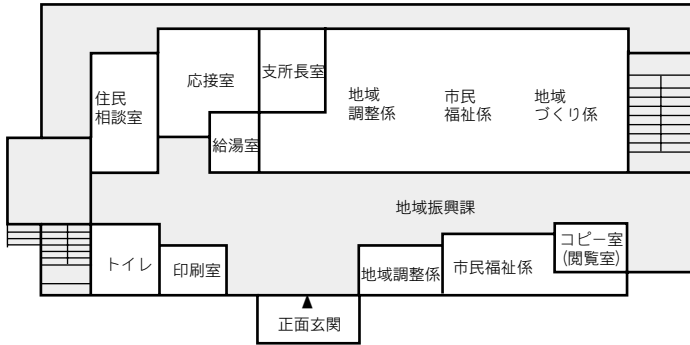 応接室
支所長室
住民
相談室
地域
調整係
市民
福祉係
地域
づくり係
給湯室
地域振興課
トイレ
印刷室
地域調整係
市民福祉係
コピー室
(閲覧室)
正面玄関